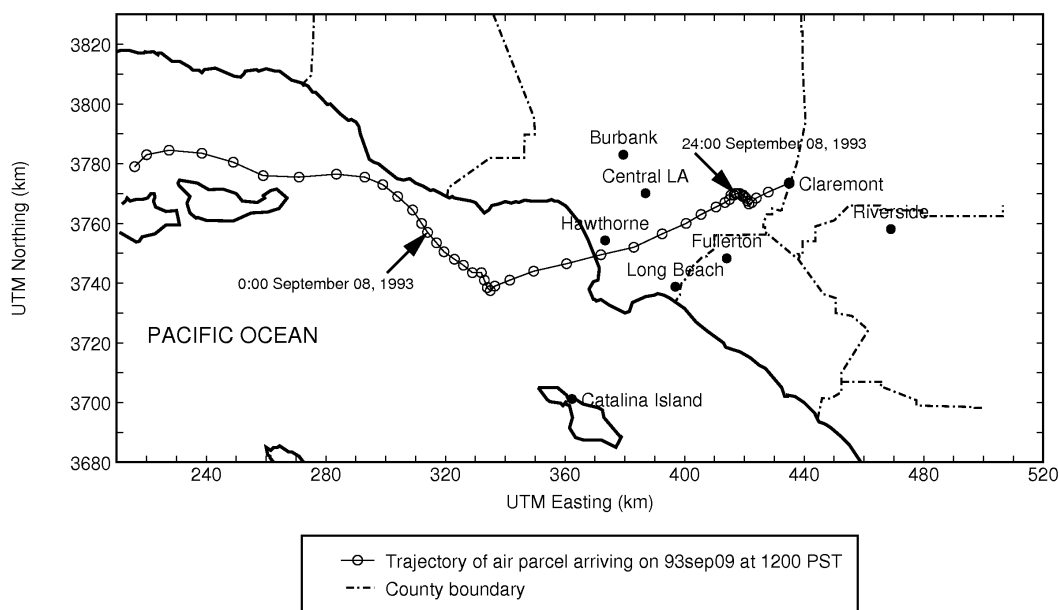 3820
3800
3780
3760
3740
3720
3700
3680
UTM Northing (km)
Burbank
24:00 September 08, 1993
Central LA
Claremont
Hawthorne
Riverside
Fullerton
Long Beach
0:00 September 08, 1993
PACIFIC OCEAN
Catalina Island
240 280 320 360 400 440 480 520
UTM Easting (km)
Trajectory of air parcel arriving on 93sep09 at 1200 PST
County boundary